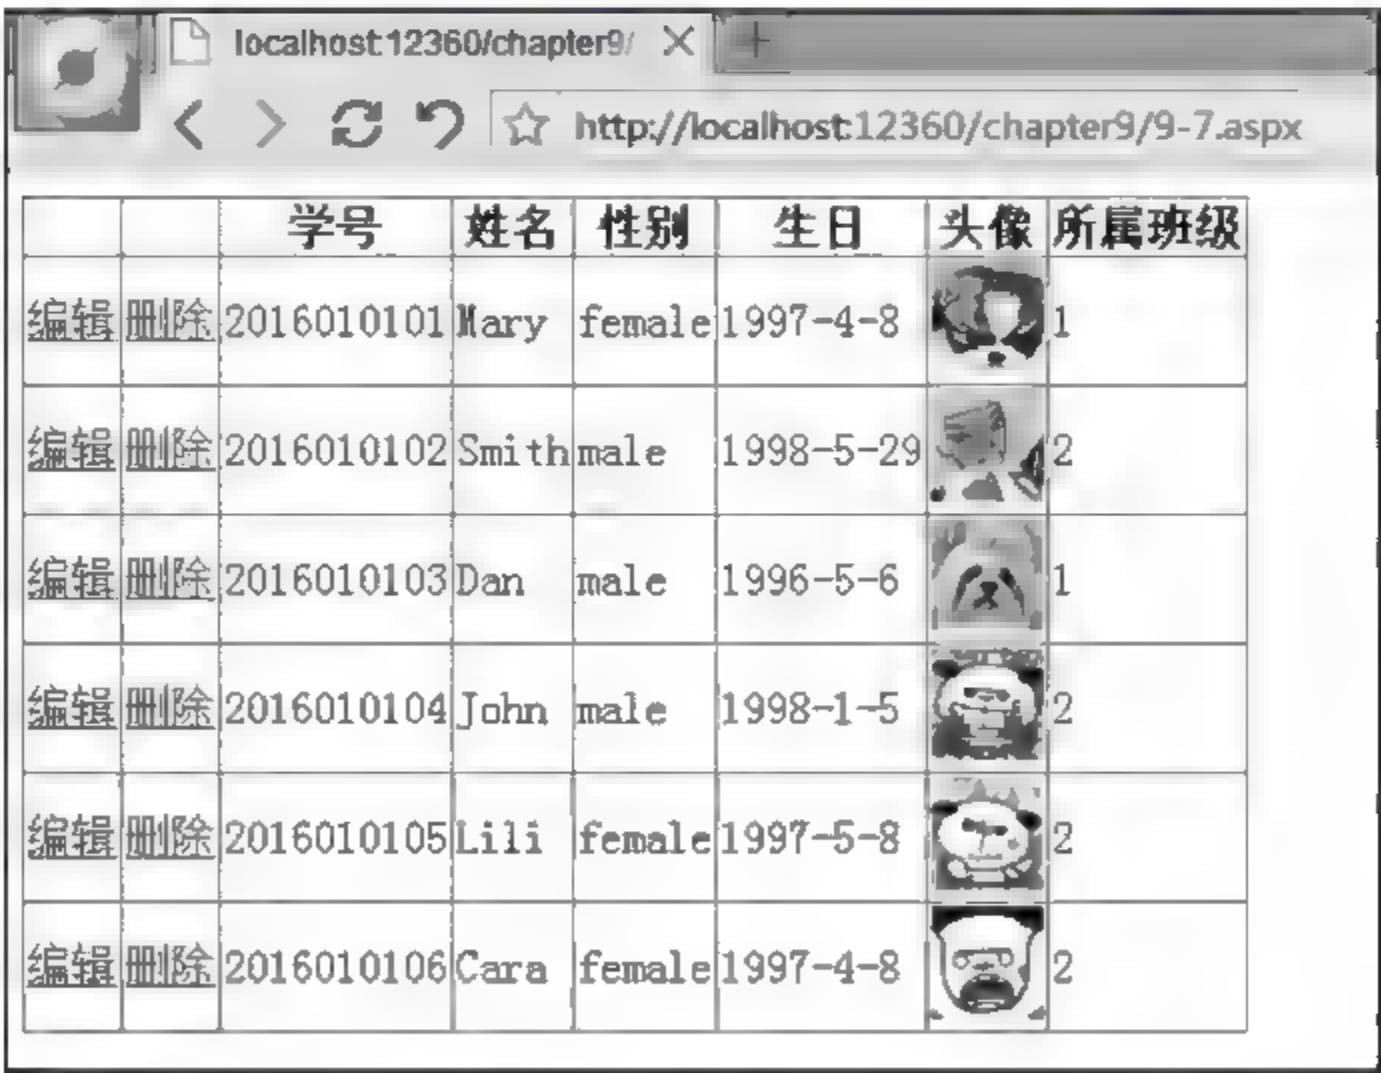 localhost:12360/chapter9/
http://localhost:12360/chapter9/9-7.aspx
学号 姓名 性别 生日 头像 所属班级
编辑 删除 2016010101 Mary female 1997-4-8 1
编辑 删除 2016010102 Smith male 1998-5-29 2
编辑 删除 2016010103 Dan male 1996-5-6 1
编辑 删除 2016010104 John male 1998-1-5 2
编辑 删除 2016010105 Lili female 1997-5-8 2
编辑 删除 2016010106 Cara female 1997-4-8 2